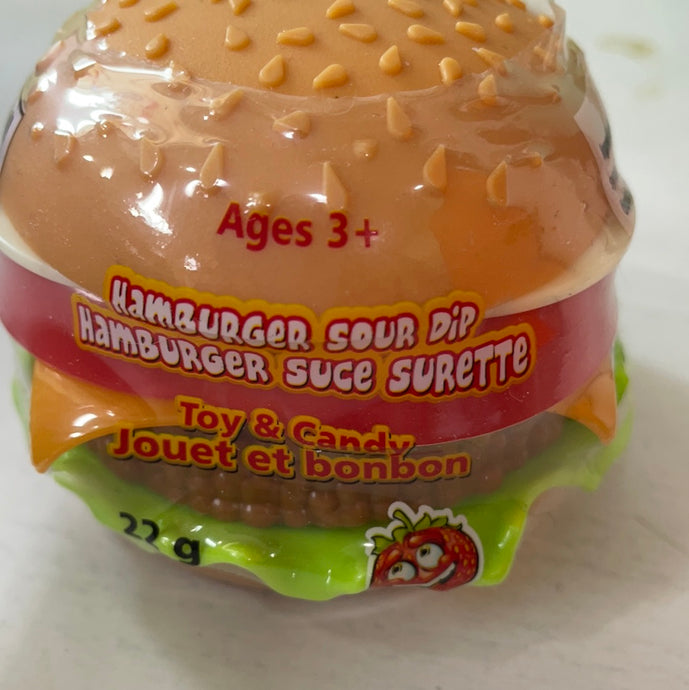 Ages 3+
HAMBURGER SOUR DIP
HAMBURGER SUCE SURETTE
Toy & Candy
Jouet et bonbon
22 g